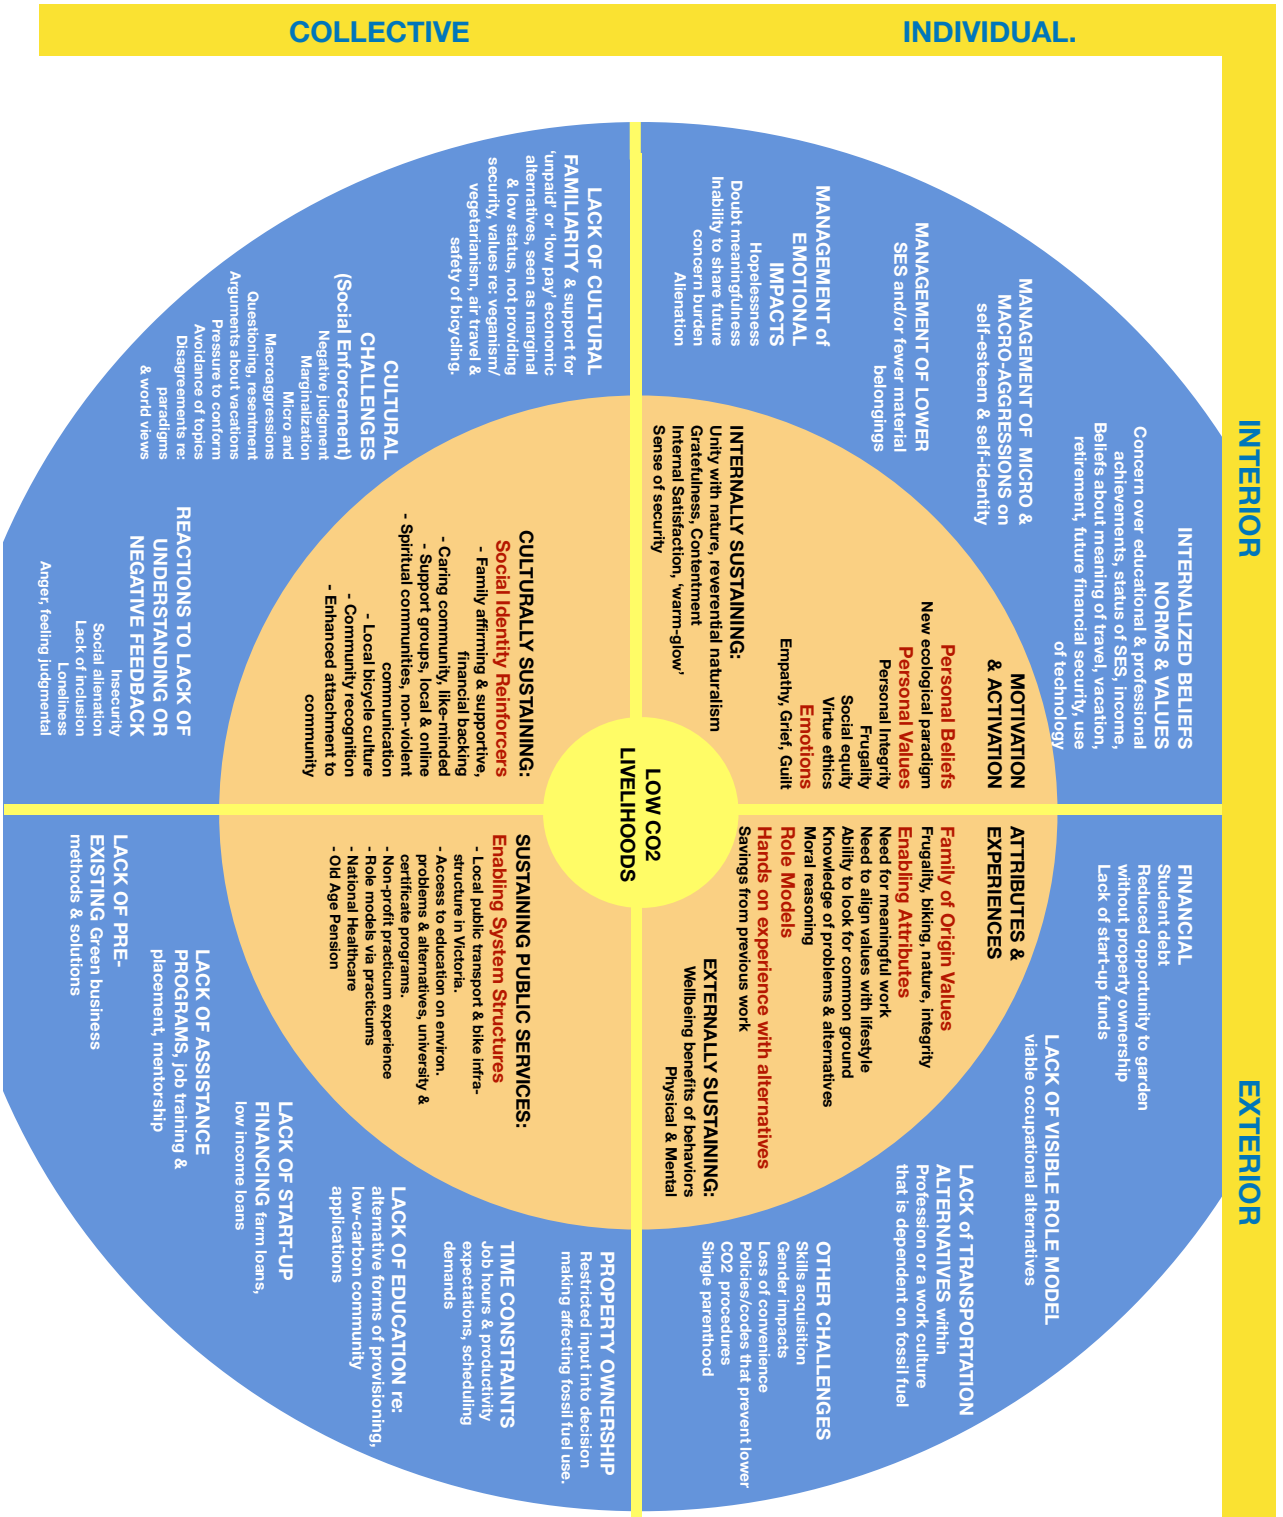 COLLECTIVE
INDIVIDUAL.
INTERIOR
EXTERIOR
INTERNALIZED BELIEFS
NORMS & VALUES
Concern over educational & professional
achievements, status of SES, income,
Beliefs about meaning of travel, vacation,
retirement, future financial security, use
of technology
MANAGEMENT OF MICRO &
MACRO-AGGRESSIONS on
self-esteem & self-identity
MANAGEMENT OF LOWER
SES and/or fewer material
belongings
MANAGEMENT of
EMOTIONAL
IMPACTS
Hopelessness
Doubt meaningfulness
Inability to share future
concern burden
Alienation
MOTIVATION
& ACTIVATION
Personal Beliefs
New ecological paradigm
Personal Values
Personal Integrity
Frugality
Social equity
Virtue ethics
Emotions
Empathy, Grief, Guilt
INTERNALLY SUSTAINING:
Unity with nature, reverential naturalism
Gratefulness, Contentment
Internal Satisfaction, ‘warm-glow’
Sense of security
FINANCIAL
Student debt
Reduced opportunity to garden
without property ownership
Lack of start-up funds
LACK OF VISIBLE ROLE MODEL
viable occupational alternatives
LACK of TRANSPORTATION
ALTERNATIVES within
Profession or a work culture
that is dependent on fossil fuel
OTHER CHALLENGES
Skills acquisition
Gender impacts
Loss of convenience
Policies/codes that prevent lower
CO2 procedures
Single parenthood
ATTRIBUTES &
EXPERIENCES
Family of Origin Values
Frugality, biking, nature, integrity
Enabling Attributes
Need for meaningful work
Need to align values with lifestyle
Ability to look for common ground
Knowledge of problems & alternatives
Moral reasoning
Role Models
Hands on experience with alternatives
Savings from previous work
EXTERNALLY SUSTAINING:
Wellbeing benefits of behaviors
Physical & Mental
LOW CO2
LIVELIHOODS
LACK OF CULTURAL
FAMILIARITY & support for
‘unpaid’ or ‘low pay’ economic
alternatives, seen as marginal
& low status, not providing
security, values re: veganism/
vegetarianism, air travel &
safety of bicycling.
CULTURAL
CHALLENGES
(Social Enforcement)
Negative judgment
Marginalization
Micro and
Macroaggressions
Questioning, resentment
Arguments about vacations
Pressure to conform
Avoidance of topics
Disagreements re:
paradigms
& world views
REACTIONS TO LACK OF
UNDERSTANDING OR
NEGATIVE FEEDBACK
Insecurity
Social alienation
Lack of inclusion
Loneliness
Anger, feeling judgmental
CULTURALLY SUSTAINING:
Social Identity Reinforcers
- Family affirming & supportive,
financial backing
- Caring community, like-minded
- Support groups, local & online
- Spiritual communities, non-violent
communication
- Local bicycle culture
- Community recognition
- Enhanced attachment to
community
SUSTAINING PUBLIC SERVICES:
Enabling System Structures
- Local public transport & bike infra-
structure in Victoria.
- Access to education on environ.
problems & alternatives, university &
certificate programs.
- Non-profit practicum experience
- Role models via practicums
- National Healthcare
- Old Age Pension
PROPERTY OWNERSHIP
Restricted input into decision
making affecting fossil fuel use.
TIME CONSTRAINTS
Job hours & productivity
expectations, scheduling
demands
LACK OF EDUCATION re:
alternative forms of provisioning,
low-carbon community
applications
LACK OF START-UP
FINANCING farm loans,
low income loans
LACK OF ASSISTANCE
PROGRAMS, job training &
placement, mentorship
LACK OF PRE-
EXISTING Green business
methods & solutions